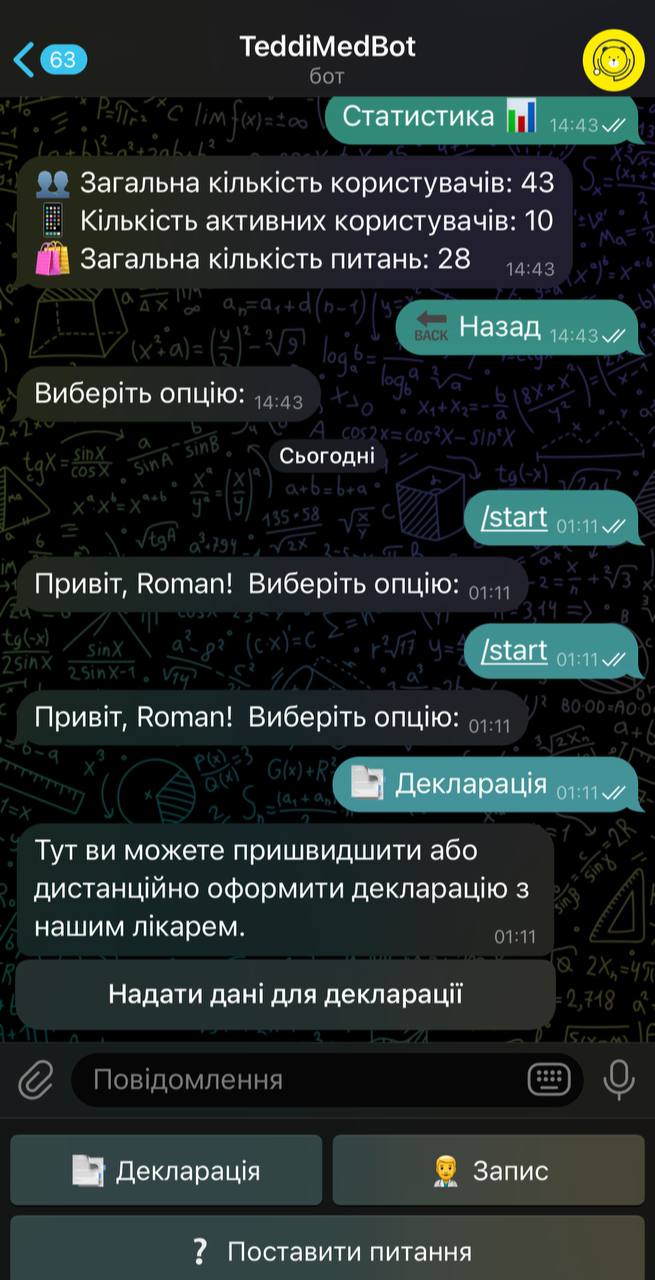 63
TeddiMedBot
бот
Статистика 📊 14:43
👥 Загальна кількість користувачів: 43
📱 Кількість активних користувачів: 10
🛍️ Загальна кількість питань: 28 14:43
🔙 Назад 14:43
Виберіть опцію: 14:43
Сьогодні
/start 01:11
Привіт, Roman! Виберіть опцію: 01:11
/start 01:11
Привіт, Roman! Виберіть опцію: 01:11
Декларація 01:11
Тут ви можете пришвидшити або
дистанційно оформити декларацію з
нашим лікарем.
01:11
Надати дані для декларації
Повідомлення
Декларація
👨‍⚕️ Запис
❔ Поставити питання